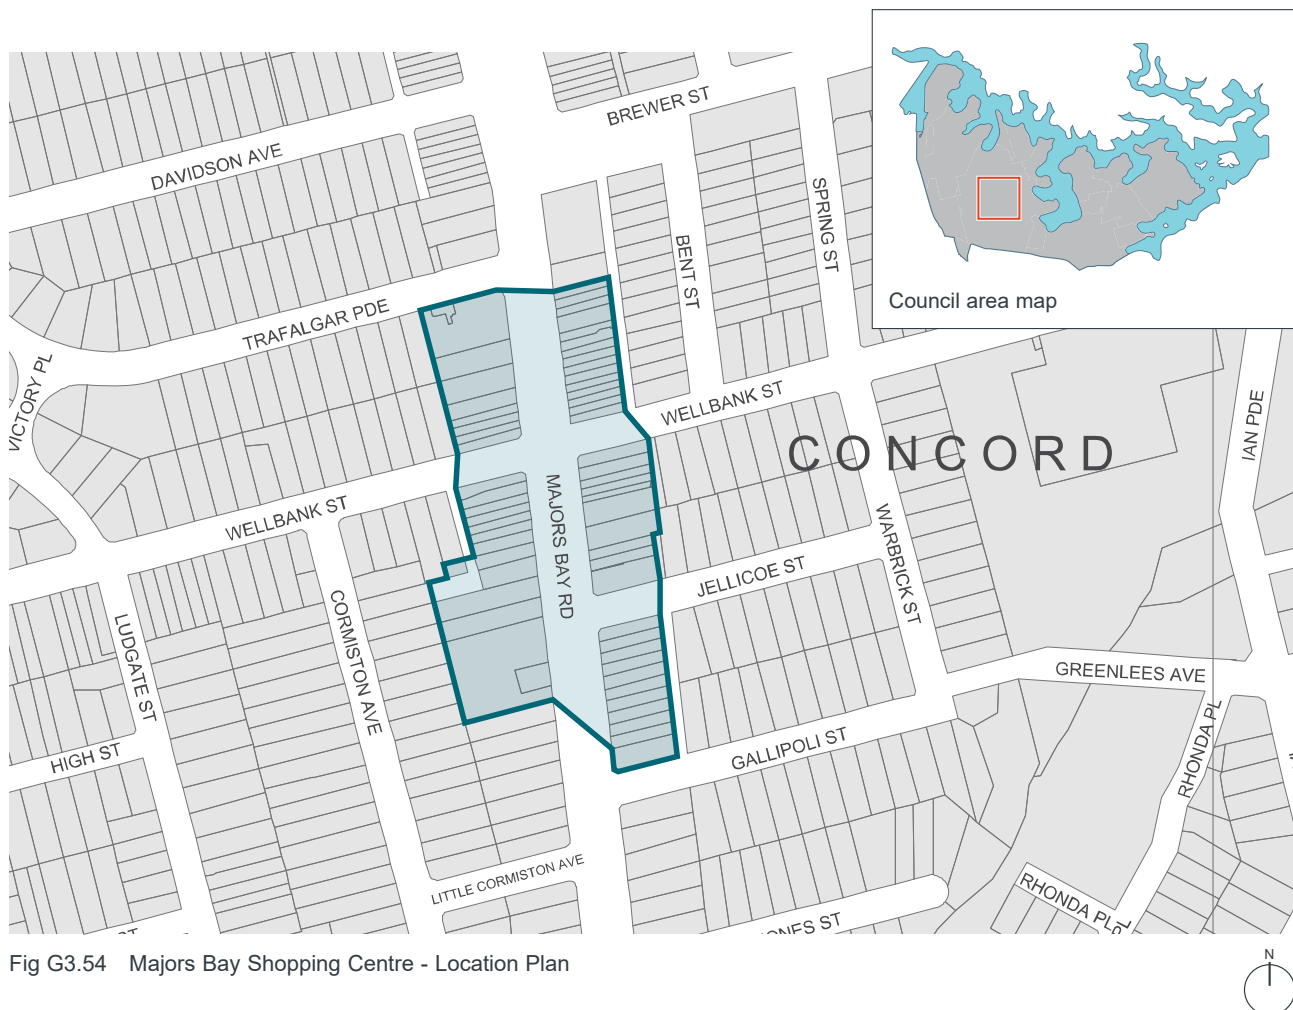 BREWER ST
DAVIDSON AVE
SPRING ST
BENT ST
Council area map
TRAFALGAR PDE
VICTORY PL
WELLBANK ST
CONCORD
IAN PDE
MAJORS BAY RD
WELLBANK ST
WARBRICK ST
JELLICOE ST
CORMISTON AVE
LUDGATE ST
GREENLEES AVE
HIGH ST
GALLIPOLI ST
RHONDA PL
LITTLE CORMISTON AVE
RHONDA PL
ONES ST
Fig G3.54 Majors Bay Shopping Centre - Location Plan
N